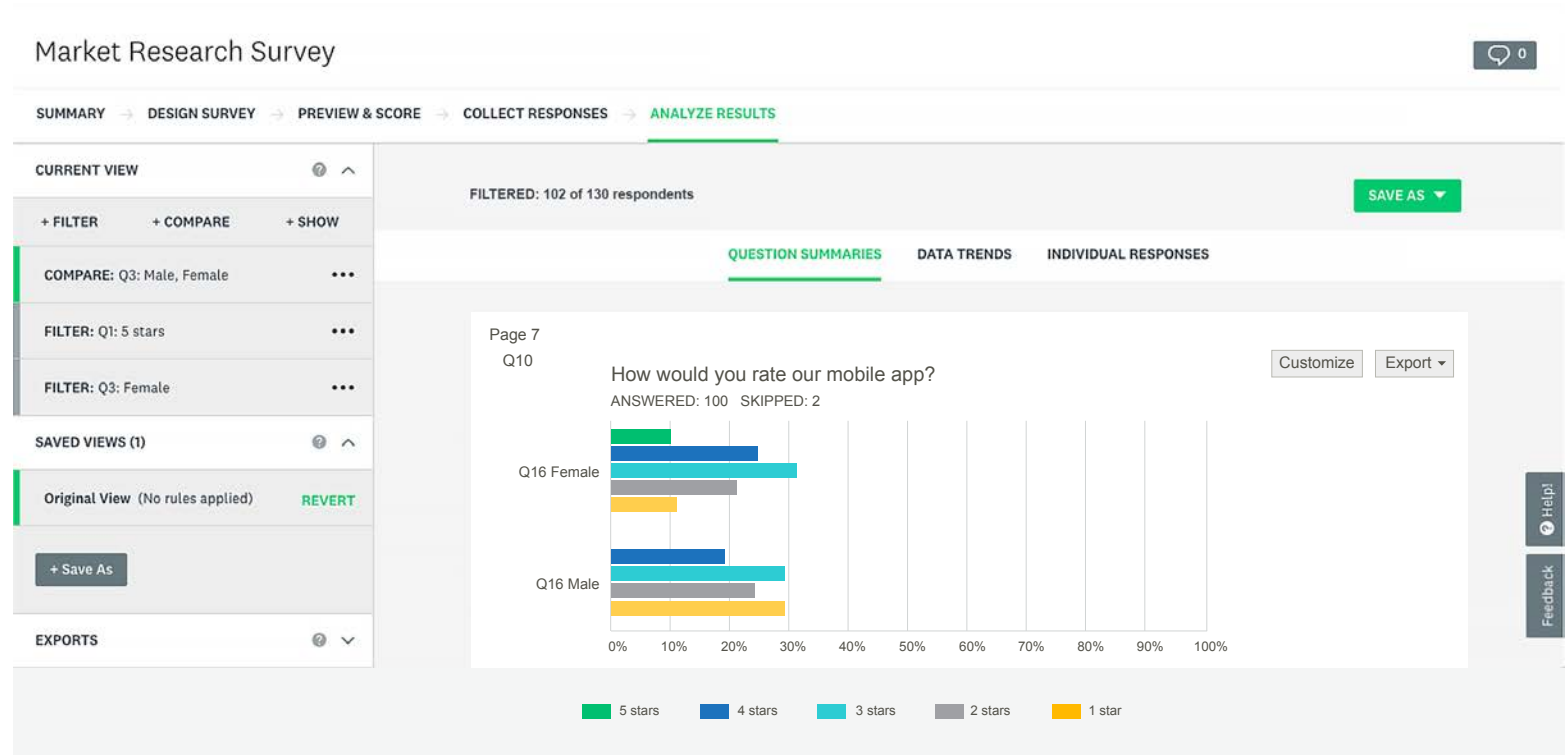 Market Research Survey
0
SUMMARY → DESIGN SURVEY → PREVIEW & SCORE → COLLECT RESPONSES → ANALYZE RESULTS
CURRENT VIEW
+ FILTER + COMPARE + SHOW
COMPARE: Q3: Male, Female
FILTER: Q1: 5 stars
FILTER: Q3: Female
SAVED VIEWS (1)
Original View (No rules applied) REVERT
+ Save As
EXPORTS
FILTERED: 102 of 130 respondents
SAVE AS
QUESTION SUMMARIES DATA TRENDS INDIVIDUAL RESPONSES
Page 7
Q10
How would you rate our mobile app?
Customize Export
ANSWERED: 100 SKIPPED: 2
Q16 Female
Q16 Male
0% 10% 20% 30% 40% 50% 60% 70% 80% 90% 100%
5 stars 4 stars 3 stars 2 stars 1 star
Help!
Feedback